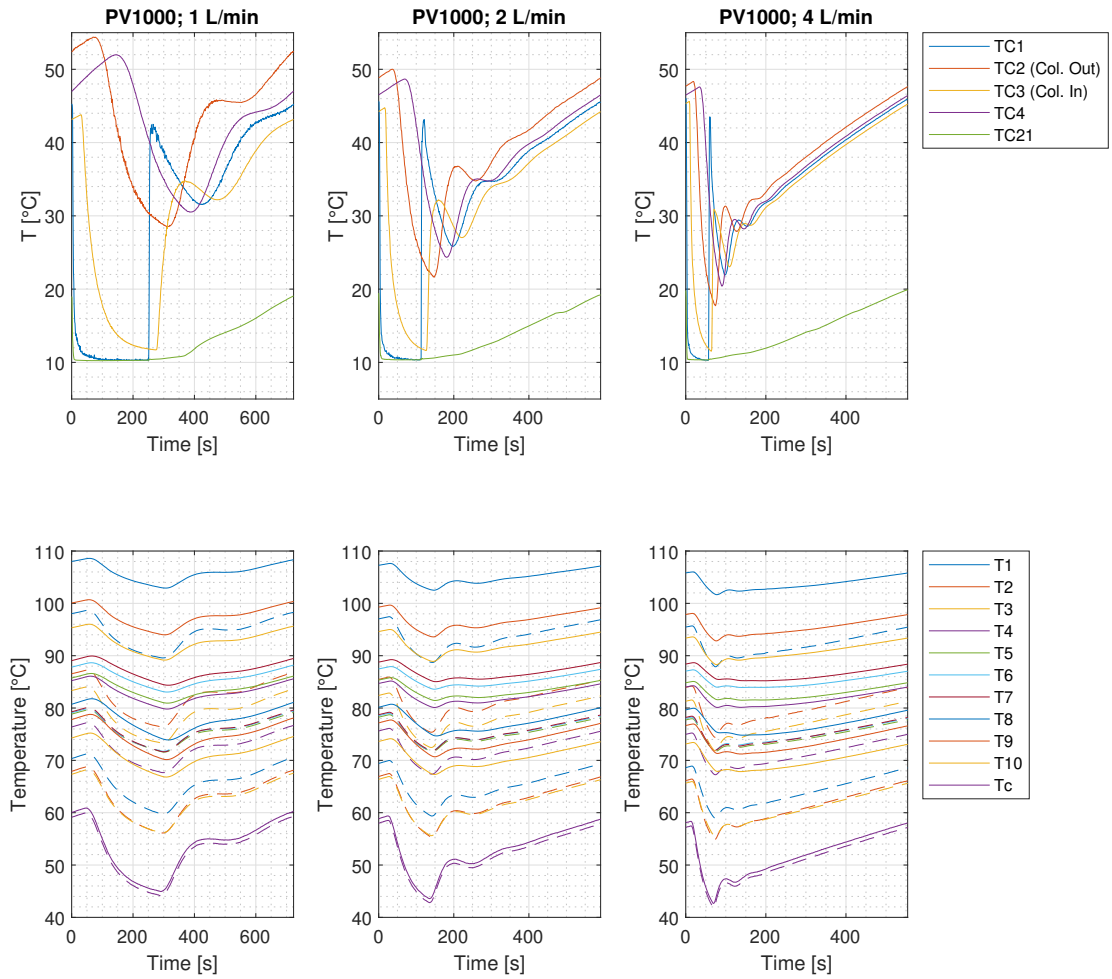 PV1000; 1 L/min
PV1000; 2 L/min
PV1000; 4 L/min
50
40
30
20
10
T [°C]
0 200 400 600
Time [s]
50
40
30
20
10
T [°C]
0 200 400
Time [s]
50
40
30
20
10
T [°C]
0 200 400
Time [s]
TC1
TC2 (Col. Out)
TC3 (Col. In)
TC4
TC21
110
100
90
80
70
60
50
40
Temperature [°C]
0 200 400 600
Time [s]
110
100
90
80
70
60
50
40
Temperature [°C]
0 200 400
Time [s]
110
100
90
80
70
60
50
40
Temperature [°C]
0 200 400
Time [s]
T1
T2
T3
T4
T5
T6
T7
T8
T9
T10
Tc